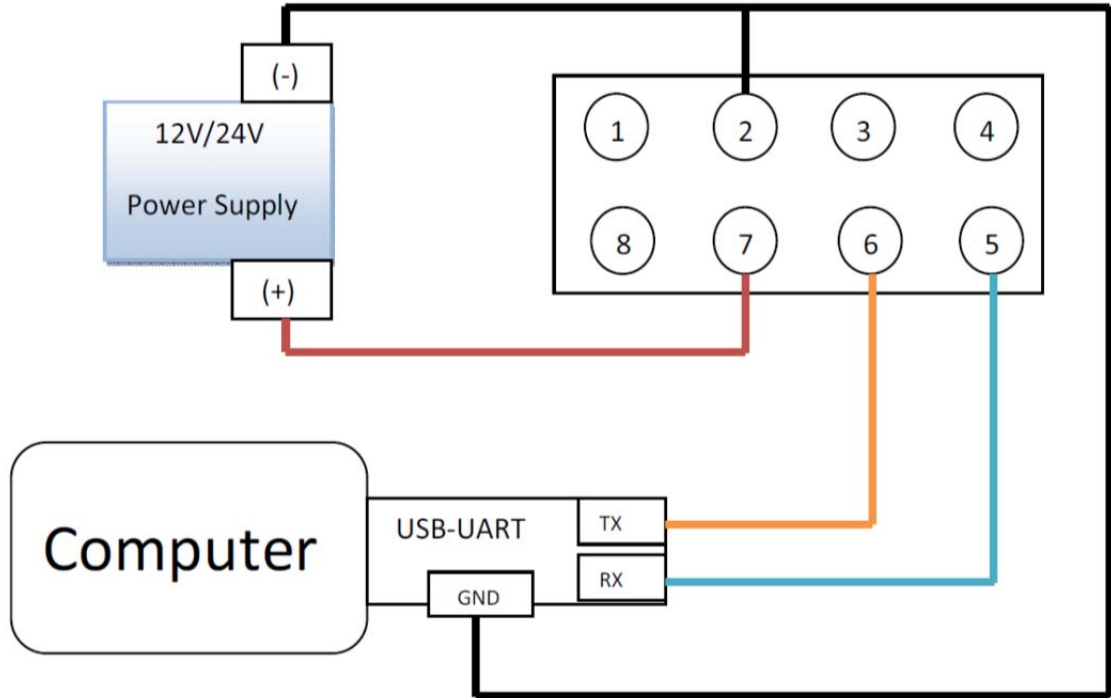 (-)
12V/24V
Power Supply
(+)
1 2 3 4
8 7 6 5
Computer
USB-UART
TX
RX
GND